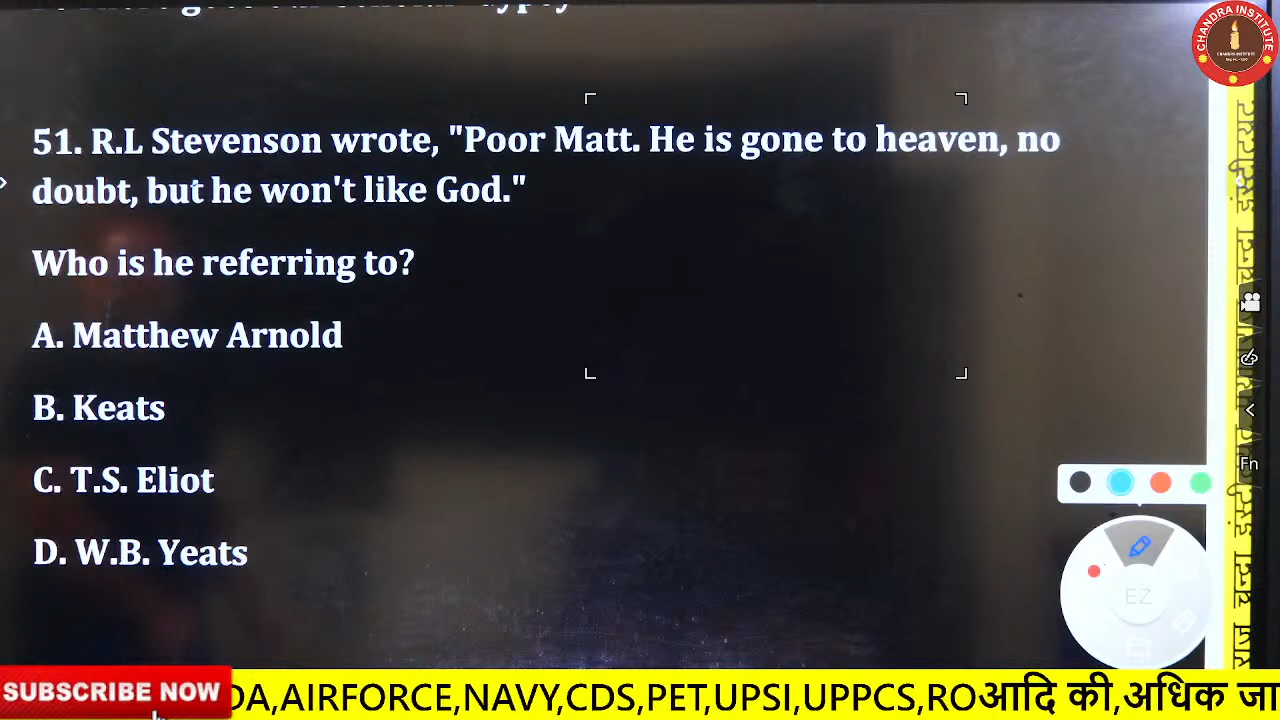 CHANDRA INSTITUTE
51. R.L Stevenson wrote, "Poor Matt. He is gone to heaven, no
doubt, but he won't like God."
Who is he referring to?
A. Matthew Arnold
B. Keats
C. T.S. Eliot
D. W.B. Yeats
Fn
EZ
SUBSCRIBE NOW
DA,AIRFORCE,NAVY,CDS,PET,UPSI,UPPCS,ROआदि की,अधिक जा